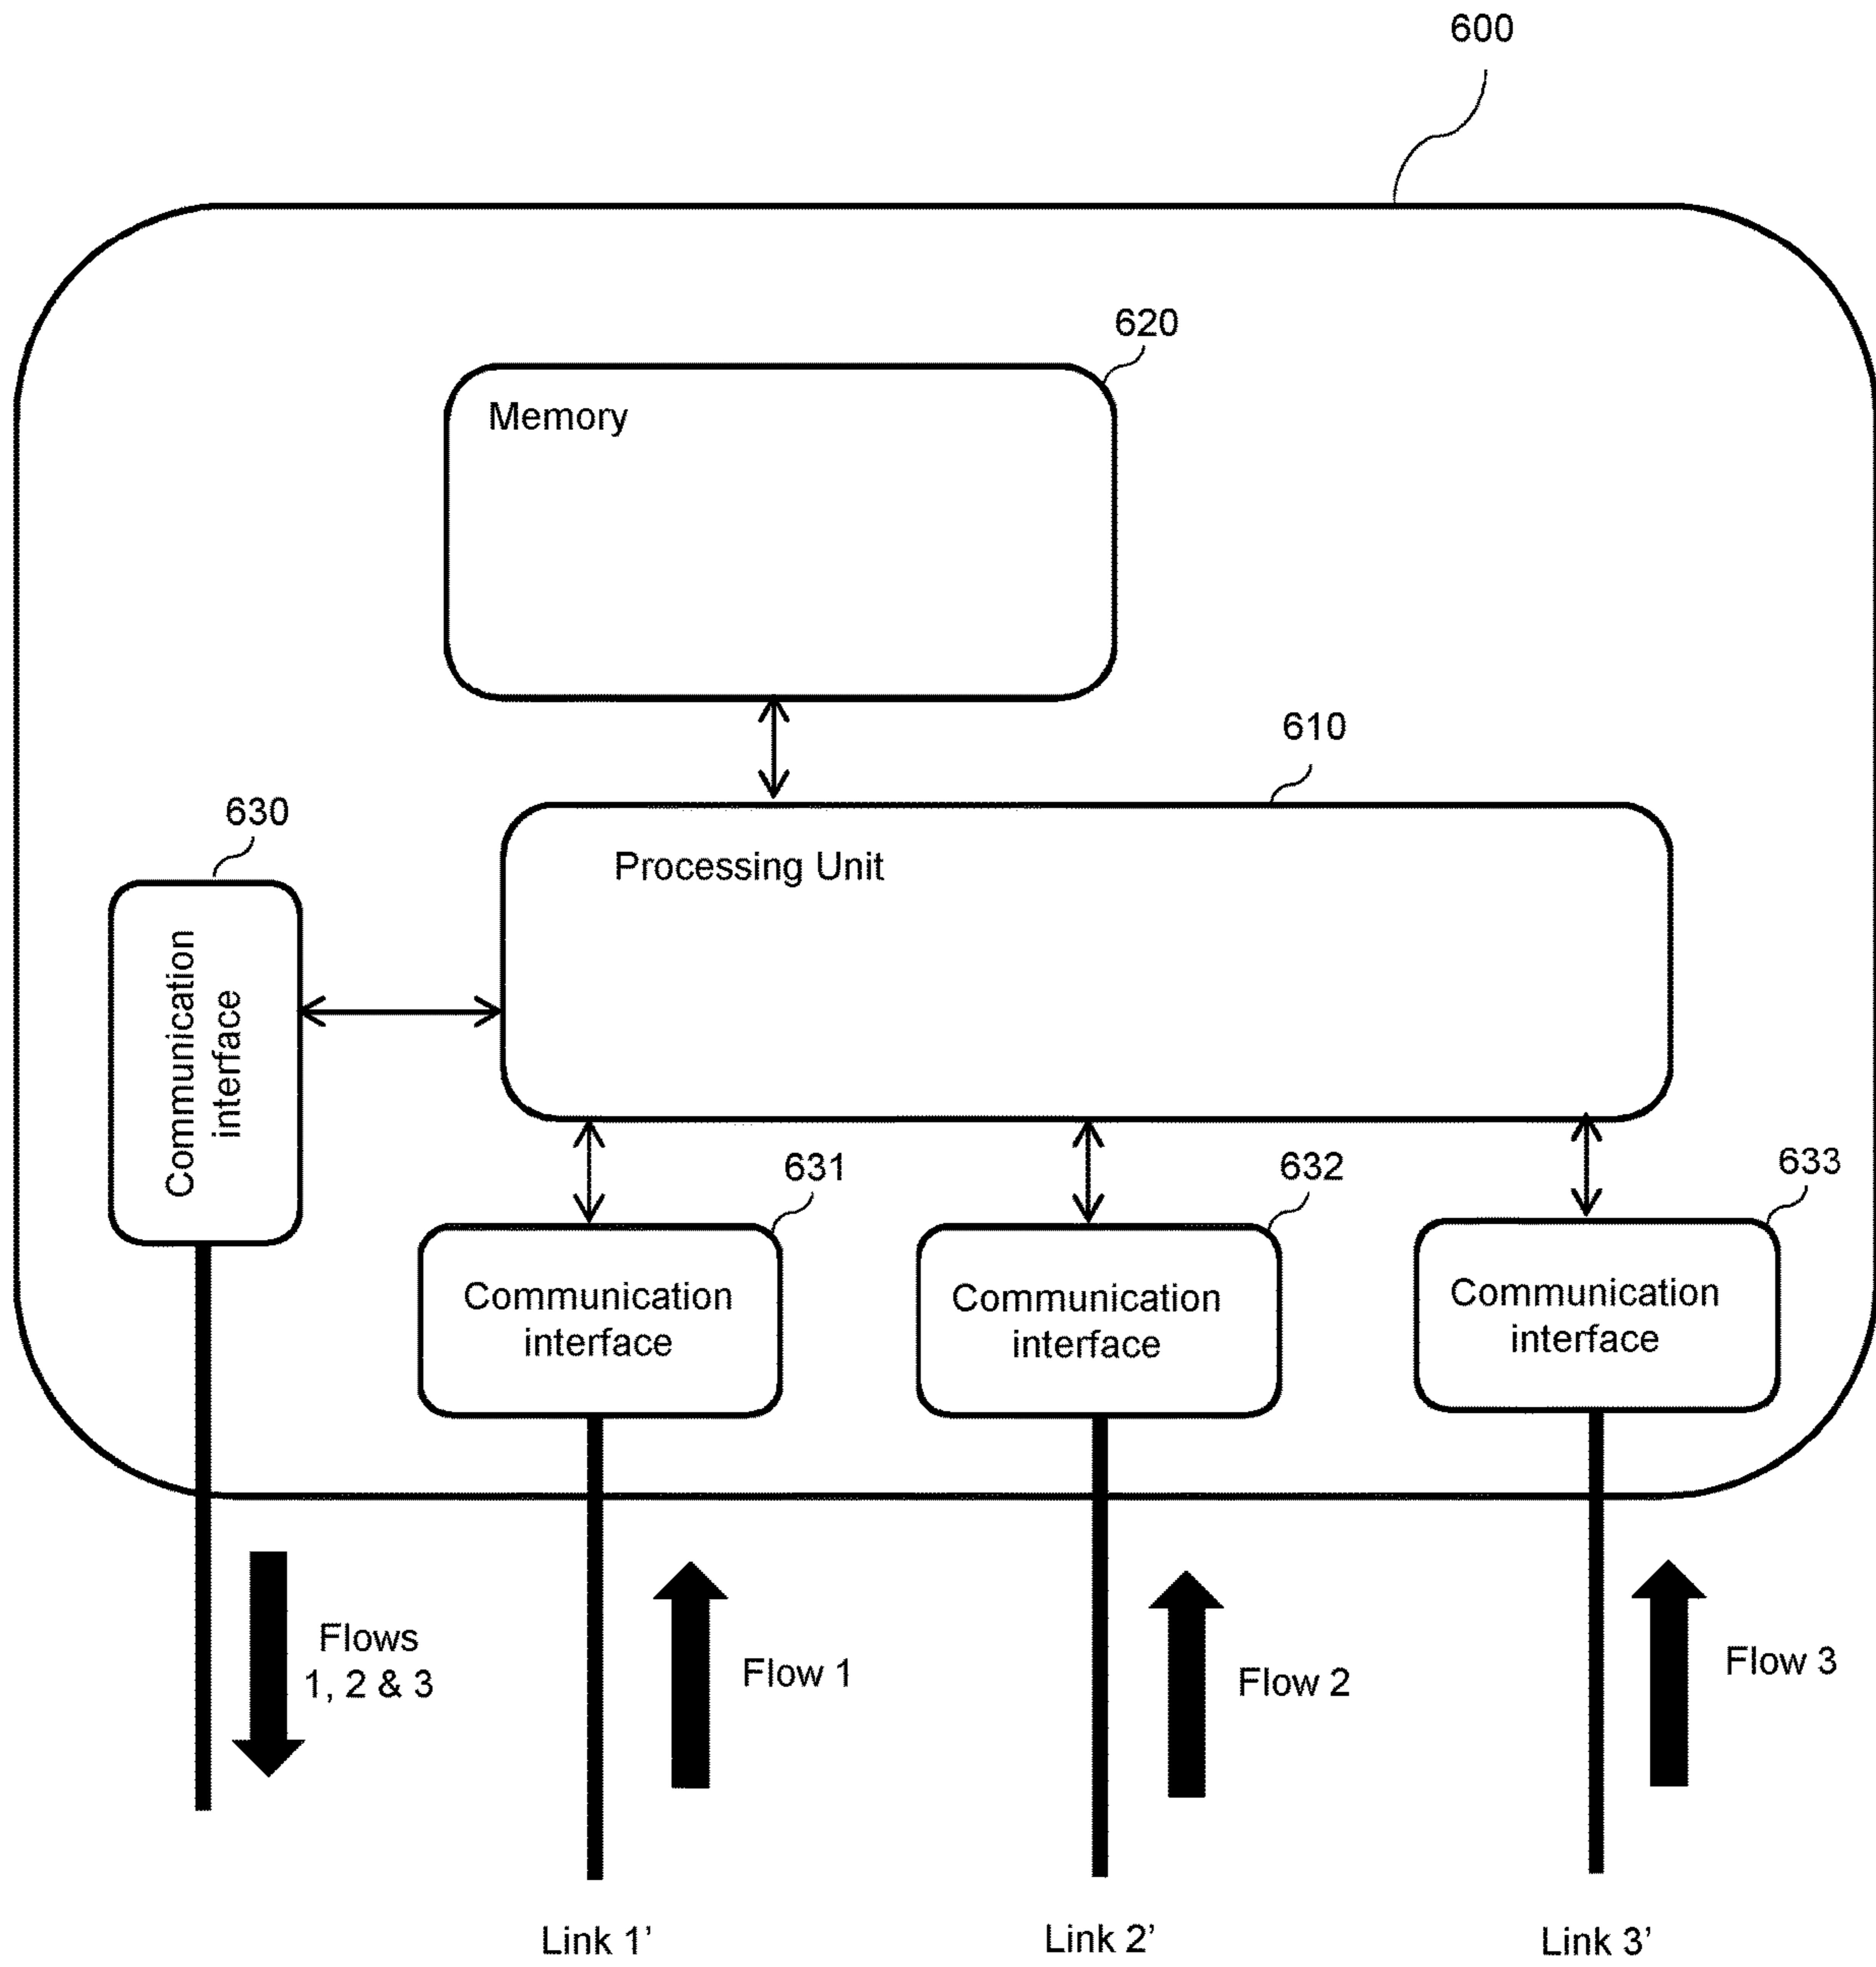 600
620
Memory
610
630
Processing Unit
Communication
interface
631
632
633
Communication
interface
Communication
interface
Communication
interface
Flows
1, 2 & 3
Flow 1
Flow 2
Flow 3
Link 1’
Link 2’
Link 3’